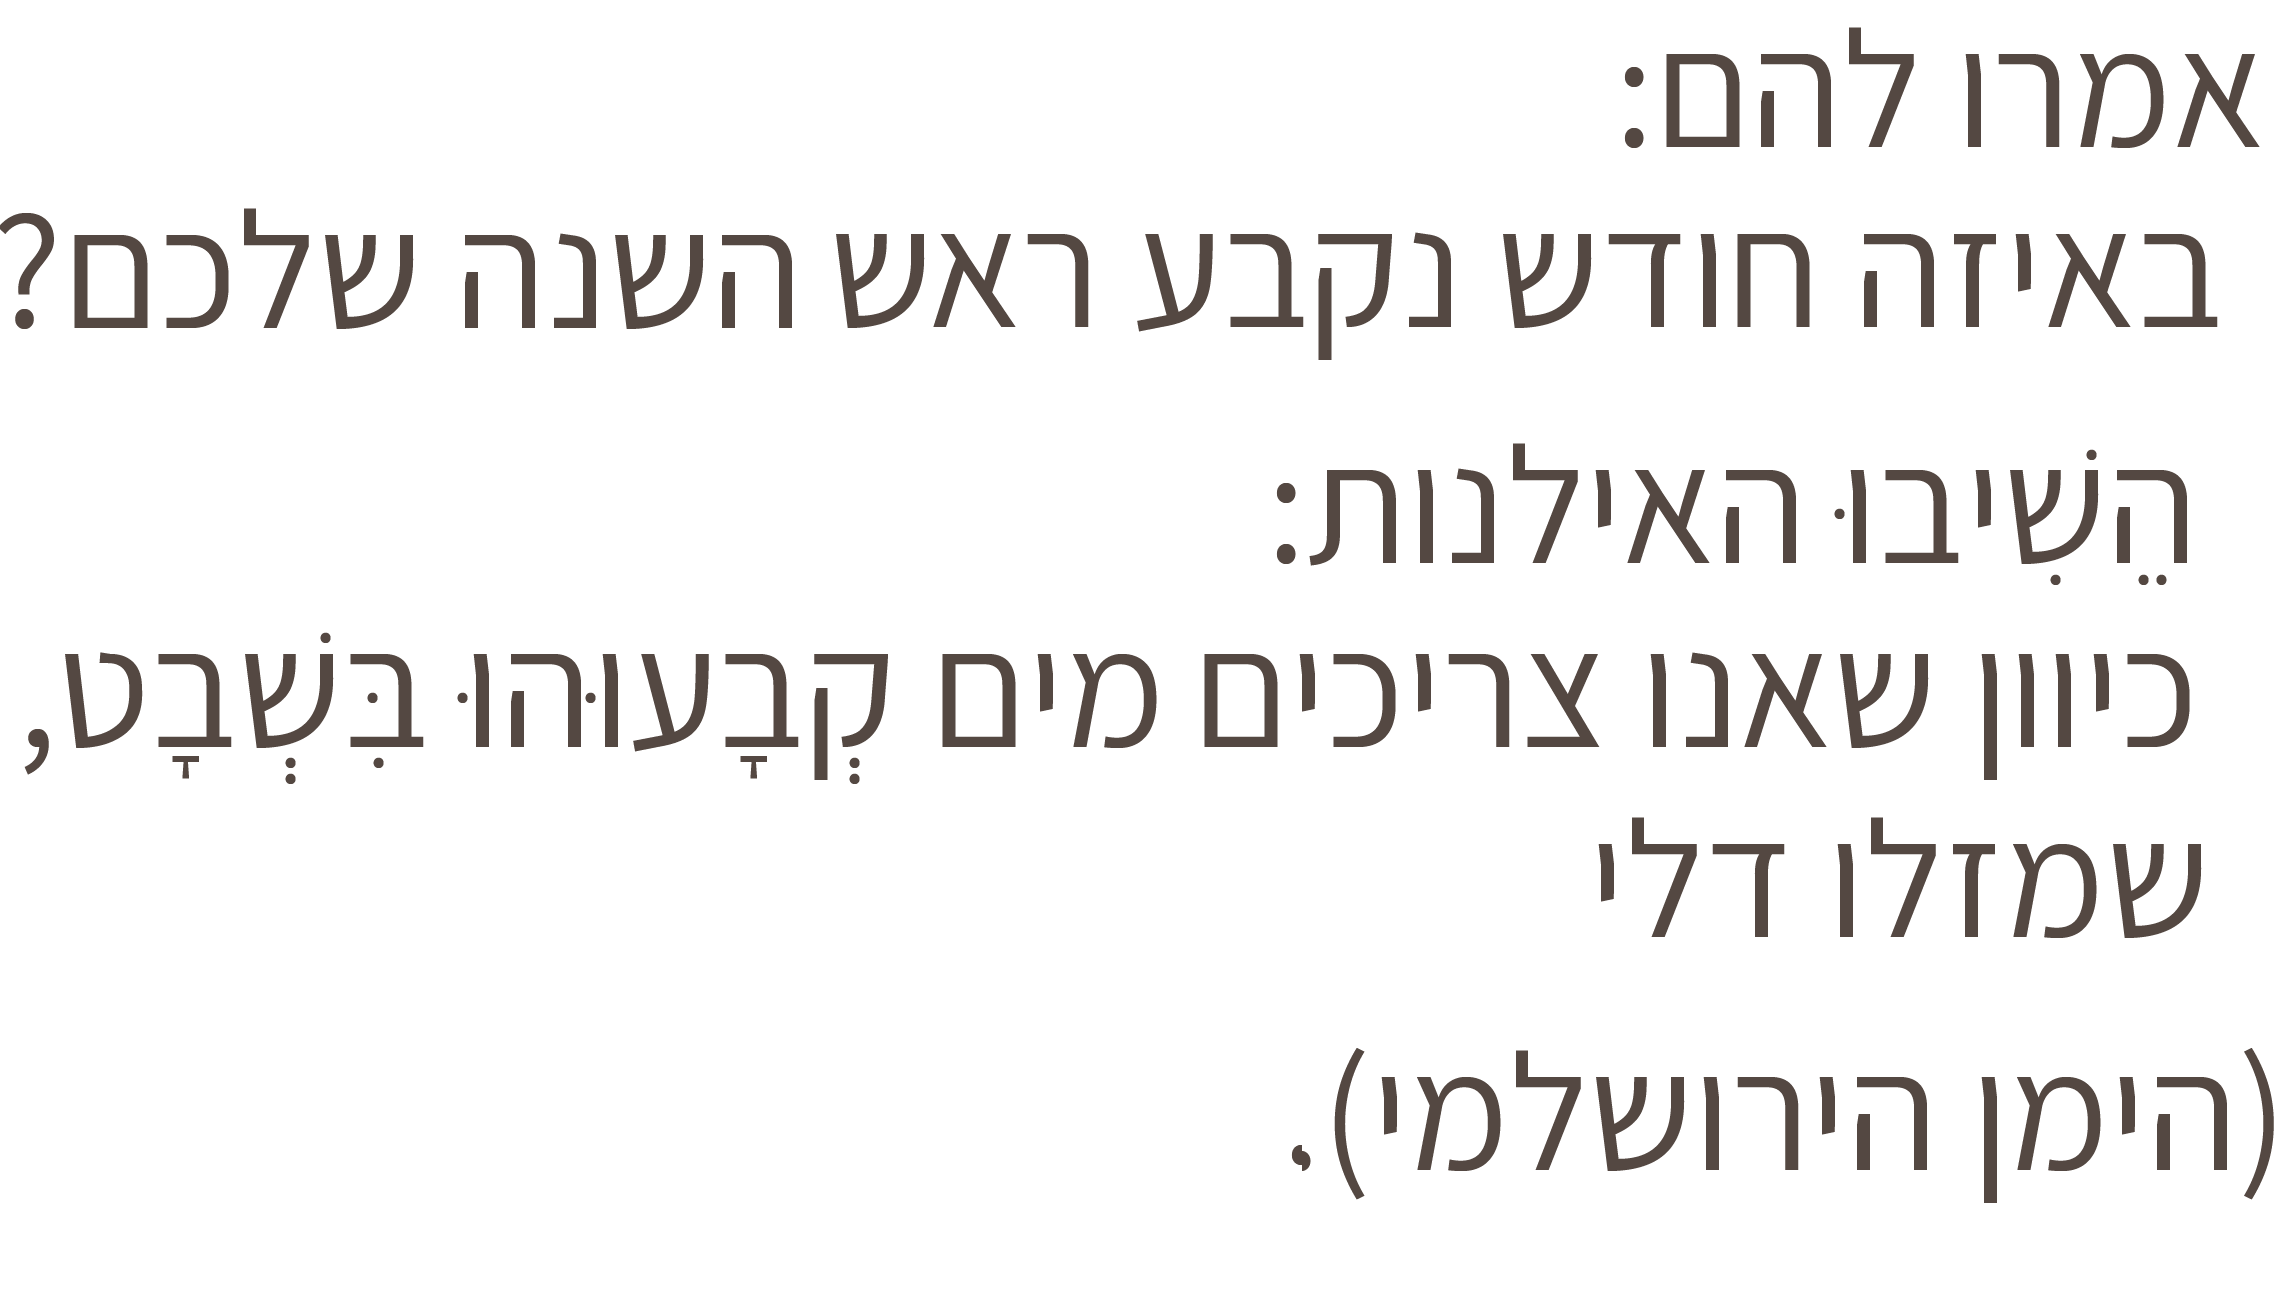 אמרו להם:
באיזה חודש נקבע ראש השנה שלכם?
הֵשִׁיבוּ האילנות:
כיוון שאנו צריכים מים קְבָעוּהוּ בִּשְׁבָט,
שמזלו דלי
(הימן הירושלמי).